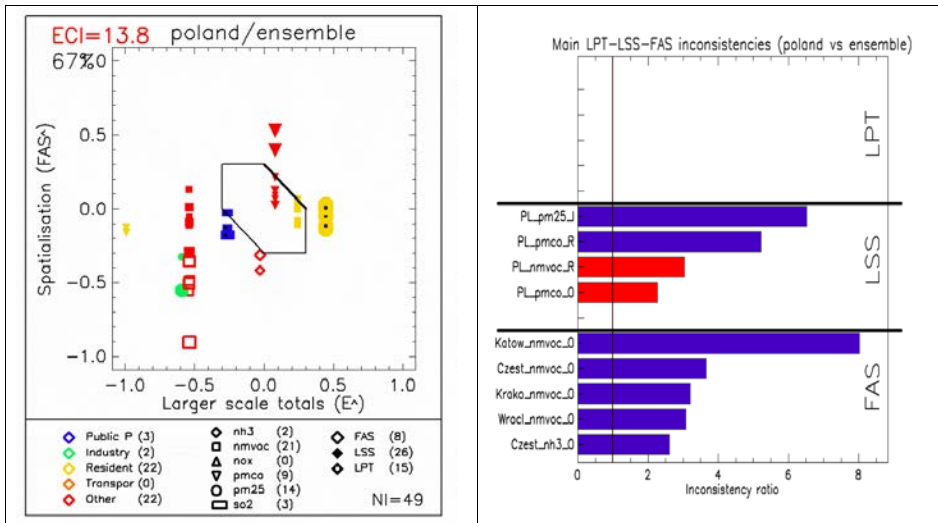 ECI=13.8 poland/ensemble
67%
1.0
0.5
0.0
−0.5
−1.0
Spatialisation (FAS^)
−1.0 −0.5 0.0 0.5 1.0
Larger scale totals (E^)
Public P (3)
Industry (2)
Resident (22)
Transpor (0)
Other (22)
nh3 (2)
nmvoc (21)
nox (0)
pmco (9)
pm25 (14)
so2 (3)
FAS (8)
LSS (26)
LPT (15)
NI=49
Main LPT−LSS−FAS inconsistencies (poland vs ensemble)
LPT
PL_pm25_I
PL_pmco_R
PL_nmvoc_R
PL_pmco_O
LSS
Katow_nmvoc_O
Czest_nmvoc_O
Krako_nmvoc_O
Wrocl_nmvoc_O
Czest_nh3_O
FAS
0 2 4 6 8
Inconsistency ratio